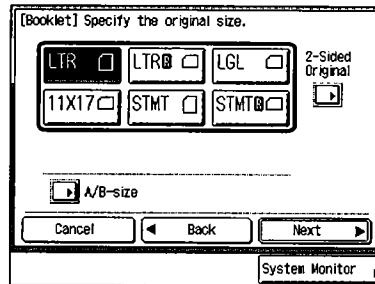 [Booklet] Specify the original size.
LTR
LTRR
LGL
2-Sided
Original
11X17
STMT
STMTR
A/B-size
Cancel
Back
Next
System Monitor